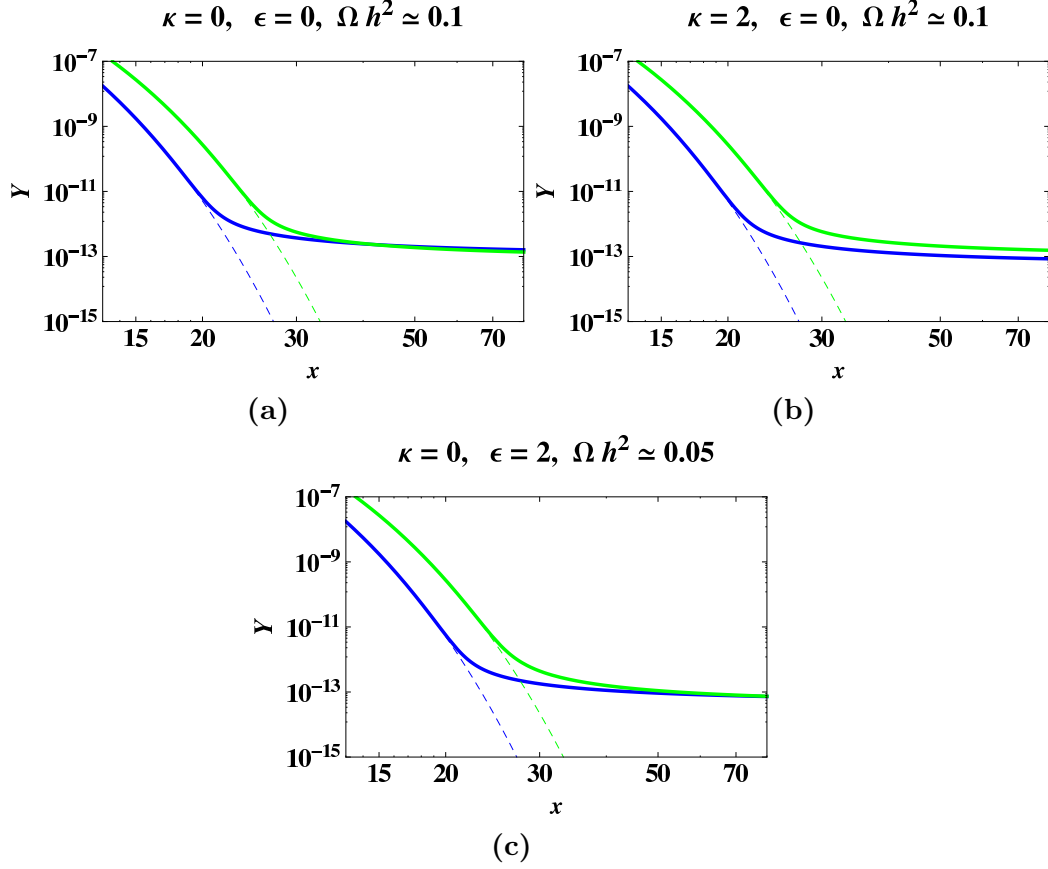 κ = 0, ϵ = 0, Ω h² ≃ 0.1
10⁻⁷
10⁻⁹
10⁻¹¹
10⁻¹³
10⁻¹⁵
Y
15 20 30 50 70
x
(a)
κ = 2, ϵ = 0, Ω h² ≃ 0.1
10⁻⁷
10⁻⁹
10⁻¹¹
10⁻¹³
10⁻¹⁵
Y
15 20 30 50 70
x
(b)
κ = 0, ϵ = 2, Ω h² ≃ 0.05
10⁻⁷
10⁻⁹
10⁻¹¹
10⁻¹³
10⁻¹⁵
Y
15 20 30 50 70
x
(c)